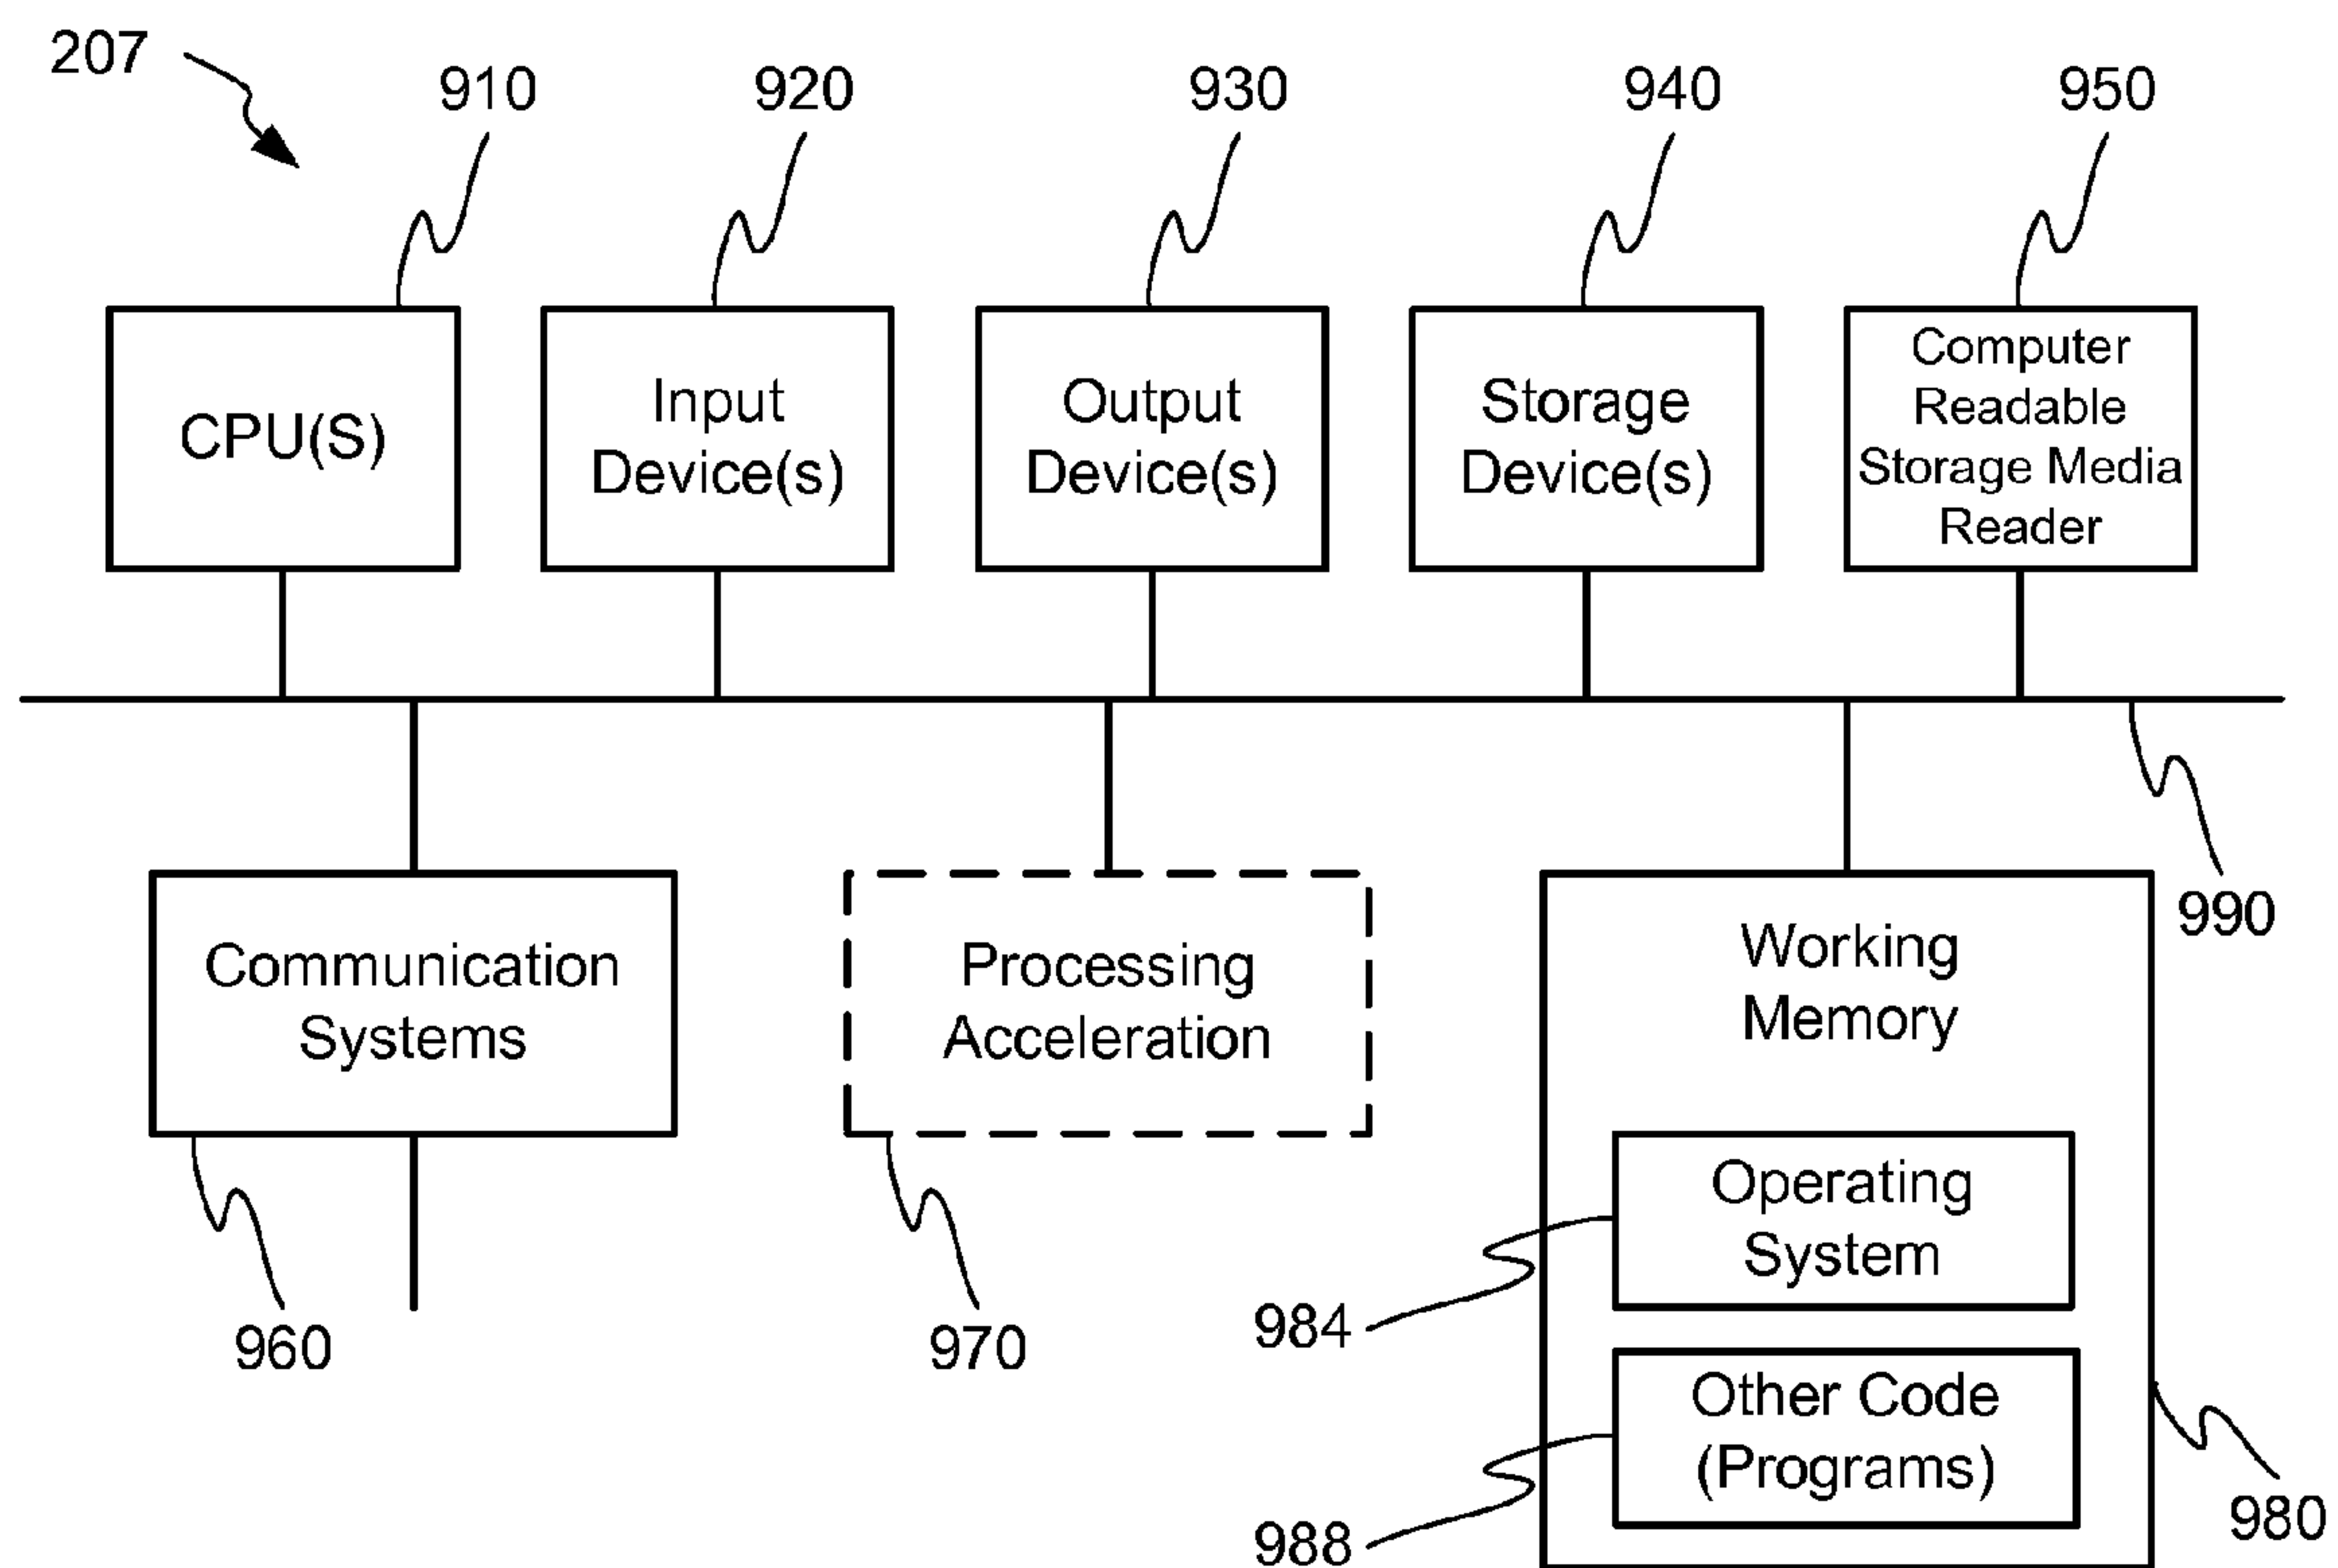 207
910
920
930
940
950
CPU(S)
Input
Device(s)
Output
Device(s)
Storage
Device(s)
Computer
Readable
Storage Media
Reader
990
Communication
Systems
Processing
Acceleration
Working
Memory
Operating
System
Other Code
(Programs)
960
970
984
988
980